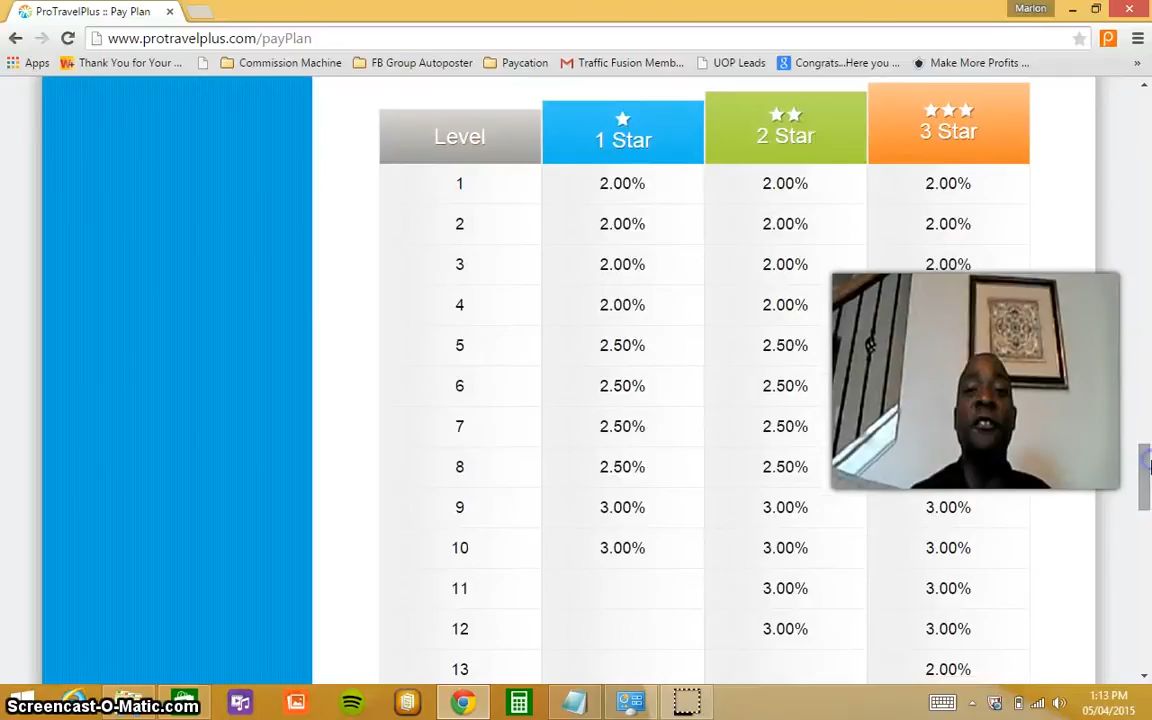 ProTravelPlus :: Pay Plan
Marlon
www.protravelplus.com/payPlan
Apps Thank You for Your ... Commission Machine FB Group Autoposter Paycation Traffic Fusion Memb... UOP Leads Congrats...Here you ... Make More Profits ... »
Level 1 Star 2 Star 3 Star
1 2.00% 2.00% 2.00%
2 2.00% 2.00% 2.00%
3 2.00% 2.00% 2.00%
4 2.00% 2.00%
5 2.50% 2.50%
6 2.50% 2.50%
7 2.50% 2.50%
8 2.50% 2.50%
9 3.00% 3.00% 3.00%
10 3.00% 3.00% 3.00%
11 3.00% 3.00%
12 3.00% 3.00%
13 2.00%
Screencast-O-Matic.com
1:13 PM
05/04/2015